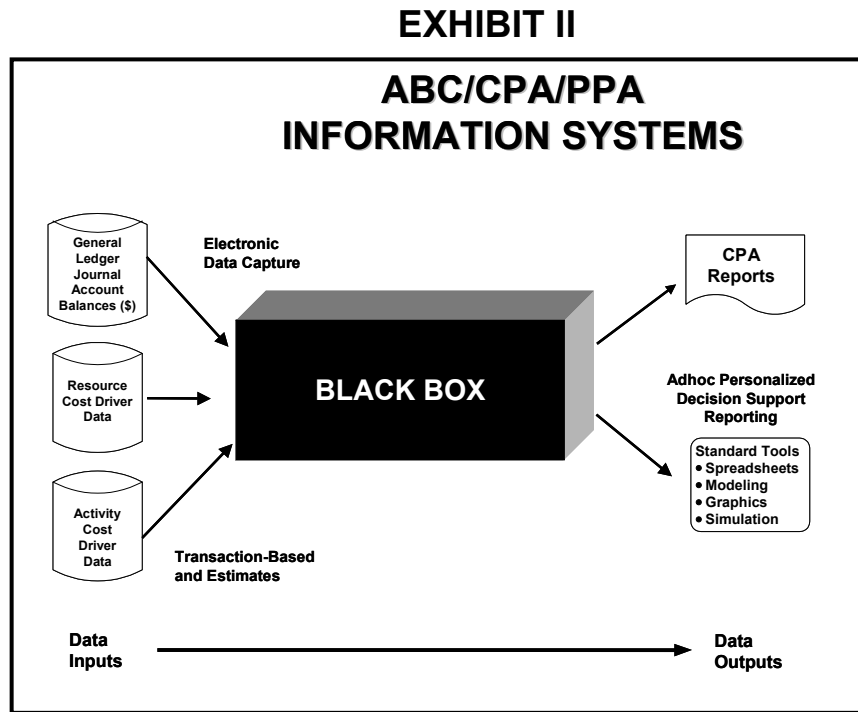 EXHIBIT II
ABC/CPA/PPA
INFORMATION SYSTEMS
General
Ledger
Journal
Account
Balances ($)
Electronic
Data Capture
Resource
Cost Driver
Data
Activity
Cost
Driver
Data
Transaction-Based
and Estimates
BLACK BOX
CPA
Reports
Adhoc Personalized
Decision Support
Reporting
Standard Tools
• Spreadsheets
• Modeling
• Graphics
• Simulation
Data
Inputs
Data
Outputs